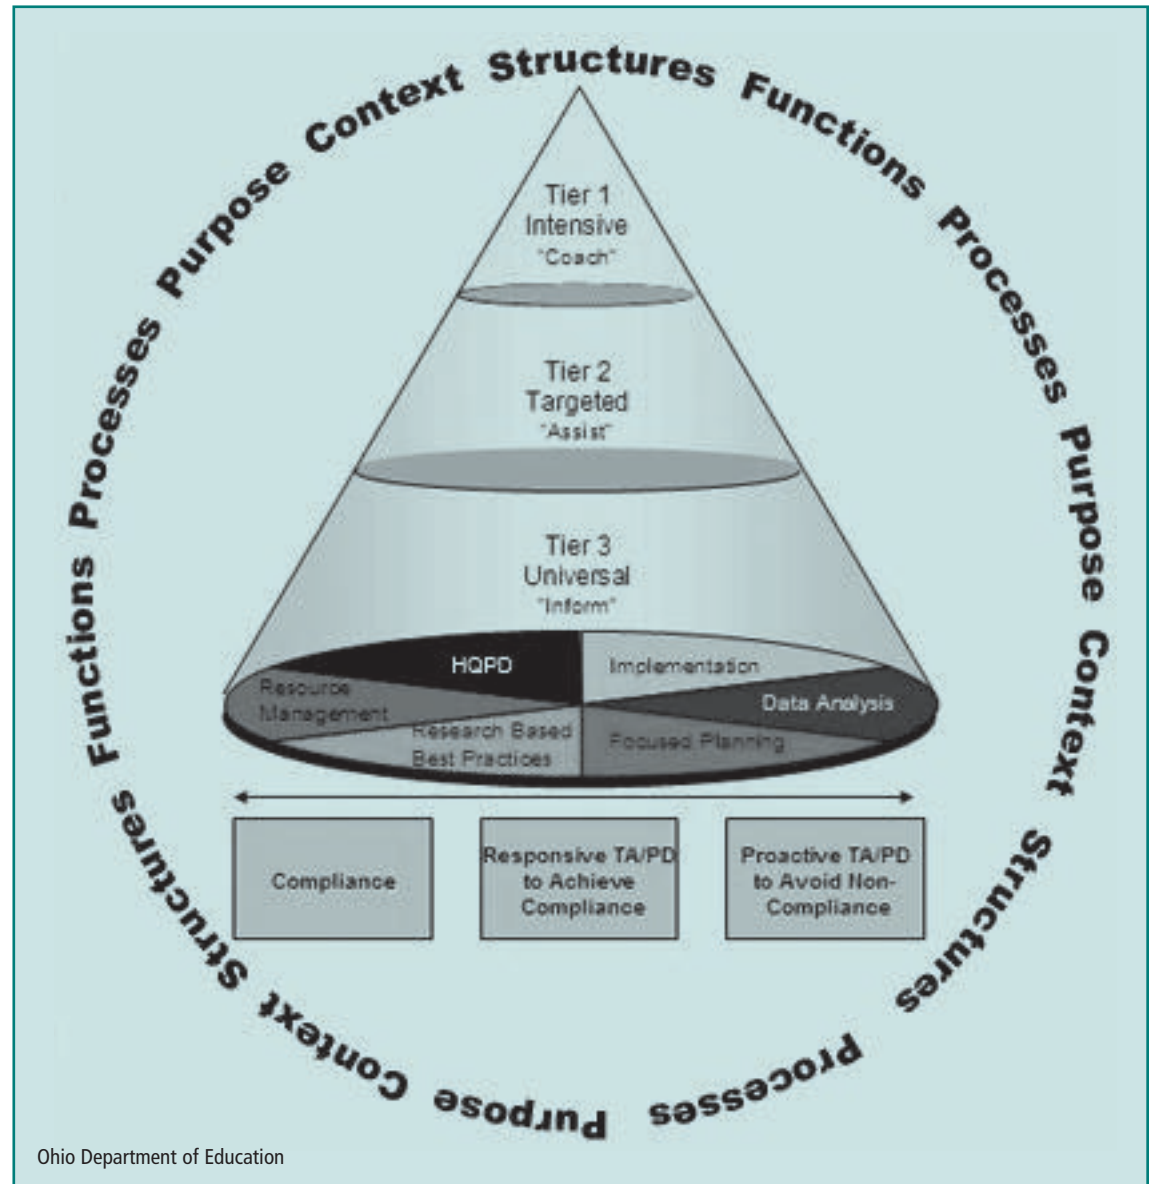 Structures Functions Processes Purpose Context Structures Processes Purpose Context Structures Functions Processes Purpose Context
Tier 1
Intensive
"Coach"
Tier 2
Targeted
"Assist"
Tier 3
Universal
"Inform"
HQPD
Implementation
Resource
Management
Data Analysis
Research Based
Best Practices
Focused Planning
Compliance
Responsive TA/PD
to Achieve
Compliance
Proactive TA/PD
to Avoid Non-
Compliance
Ohio Department of Education